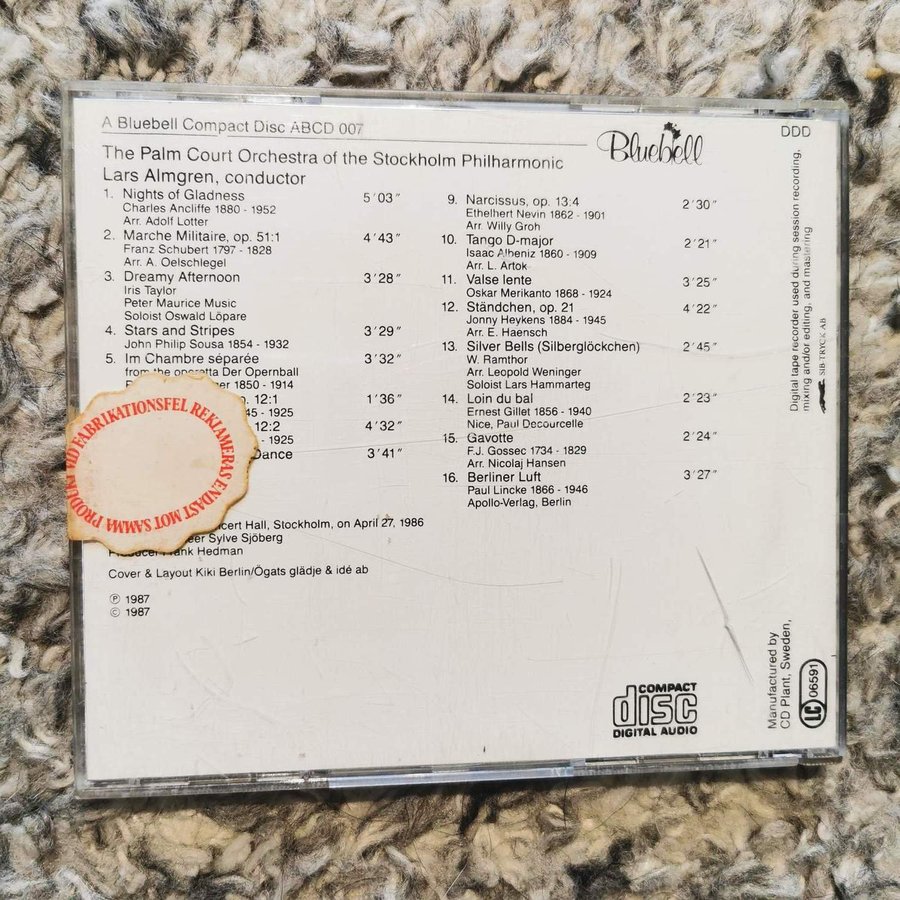 A Bluebell Compact Disc ABCD 007
Bluebell
DDD
The Palm Court Orchestra of the Stockholm Philharmonic
Lars Almgren, conductor
1. Nights of Gladness 5′03″
Charles Ancliffe 1880 - 1952
Arr. Adolf Lotter
2. Marche Militaire, op. 51:1 4′43″
Franz Schubert 1797 - 1828
Arr. A. Oelschlegel
3. Dreamy Afternoon 3′28″
Iris Taylor
Peter Maurice Music
Soloist Oswald Löpare
4. Stars and Stripes 3′29″
John Philip Sousa 1854 - 1932
5. Im Chambre séparée 3′32″
from the operetta Der Opernball
1850 - 1914
12:1 1′36″
1925
12:2 4′32″
1925
Dance 3′41″
9. Narcissus, op. 13:4 2′30″
Ethelhert Nevin 1862 - 1901
Arr. Willy Groh
10. Tango D-major 2′21″
Isaac Albeniz 1860 - 1909
Arr. L. Artok
11. Valse lente 3′25″
Oskar Merikanto 1868 - 1924
12. Ständchen, op. 21 4′22″
Jonny Heykens 1884 - 1945
Arr. E. Haensch
13. Silver Bells (Silberglöckchen) 2′45″
W. Ramthor
Arr. Leopold Weninger
Soloist Lars Hammarteg
14. Loin du bal 2′23″
Ernest Gillet 1856 - 1940
Nice, Paul Decourcelle
15. Gavotte 2′24″
F.J. Gossec 1734 - 1829
Arr. Nicolaj Hansen
16. Berliner Luft 3′27″
Paul Lincke 1866 - 1946
Apollo-Verlag, Berlin
VID FABRIKATIONSFEL REKLAMERAS ENDAST MOT SAMMA
Hall, Stockholm, on April 27, 1986
Sylve Sjöberg
Producer Frank Hedman
Cover & Layout Kiki Berlin/Ögats glädje & idé ab
℗ 1987
© 1987
Digital tape recorder used during session recording,
mixing and/or editing, and mastering
SIB-TRYCK AB
Manufactured by
CD Plant, Sweden,
LC 06591
COMPACT
disc
DIGITAL AUDIO